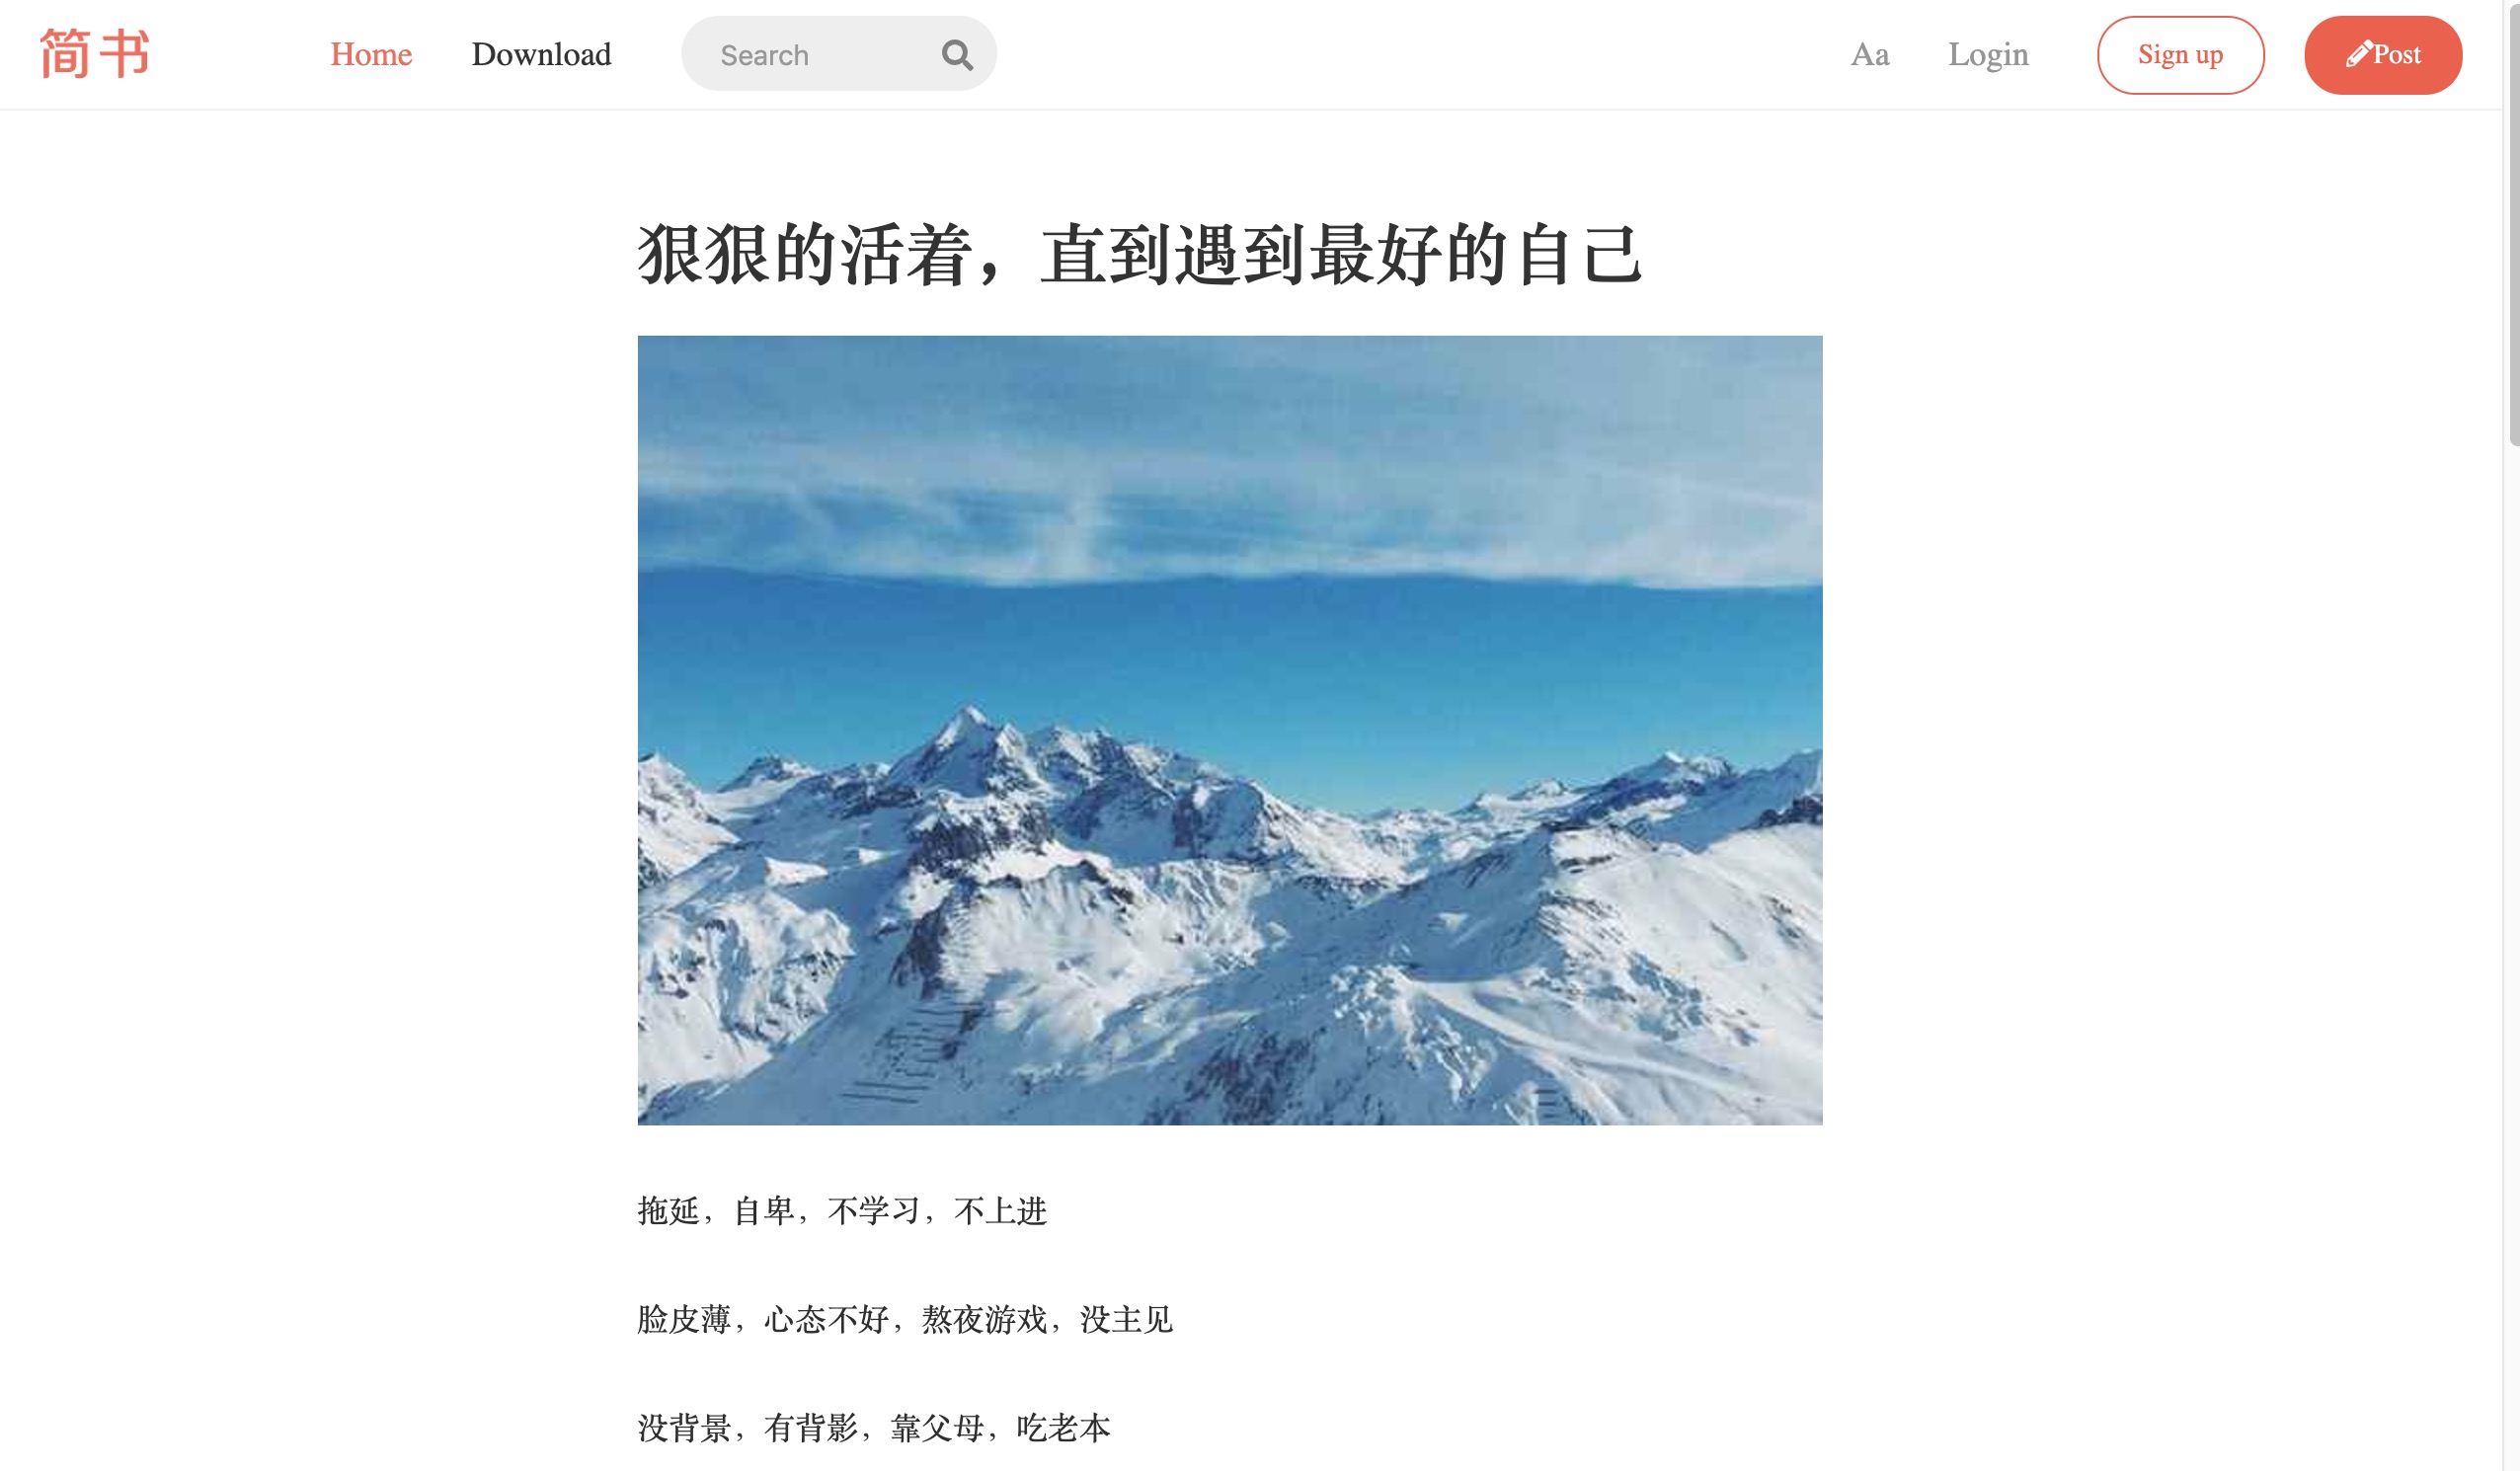 简书
Home Download Search Aa Login Sign up Post
狠狠的活着，直到遇到最好的自己
拖延，自卑，不学习，不上进
脸皮薄，心态不好，熬夜游戏，没主见
没背景，有背影，靠父母，吃老本